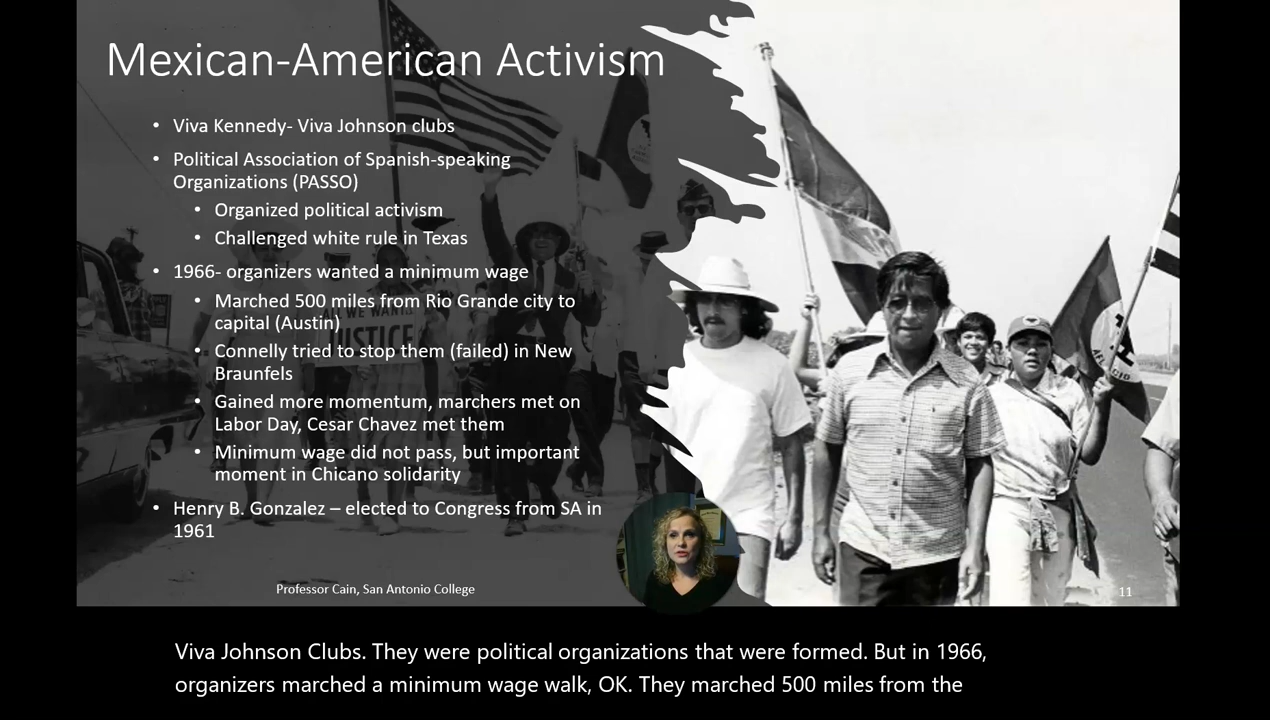 Mexican-American Activism
• Viva Kennedy- Viva Johnson clubs
• Political Association of Spanish-speaking
Organizations (PASSO)
• Organized political activism
• Challenged white rule in Texas
• 1966- organizers wanted a minimum wage
• Marched 500 miles from Rio Grande city to
capital (Austin)
• Connelly tried to stop them (failed) in New
Braunfels
• Gained more momentum, marchers met on
Labor Day, Cesar Chavez met them
• Minimum wage did not pass, but important
moment in Chicano solidarity
• Henry B. Gonzalez – elected to Congress from SA in
1961
ALL WE WANT
JUSTICE
Professor Cain, San Antonio College
11
Viva Johnson Clubs. They were political organizations that were formed. But in 1966,
organizers marched a minimum wage walk, OK. They marched 500 miles from the